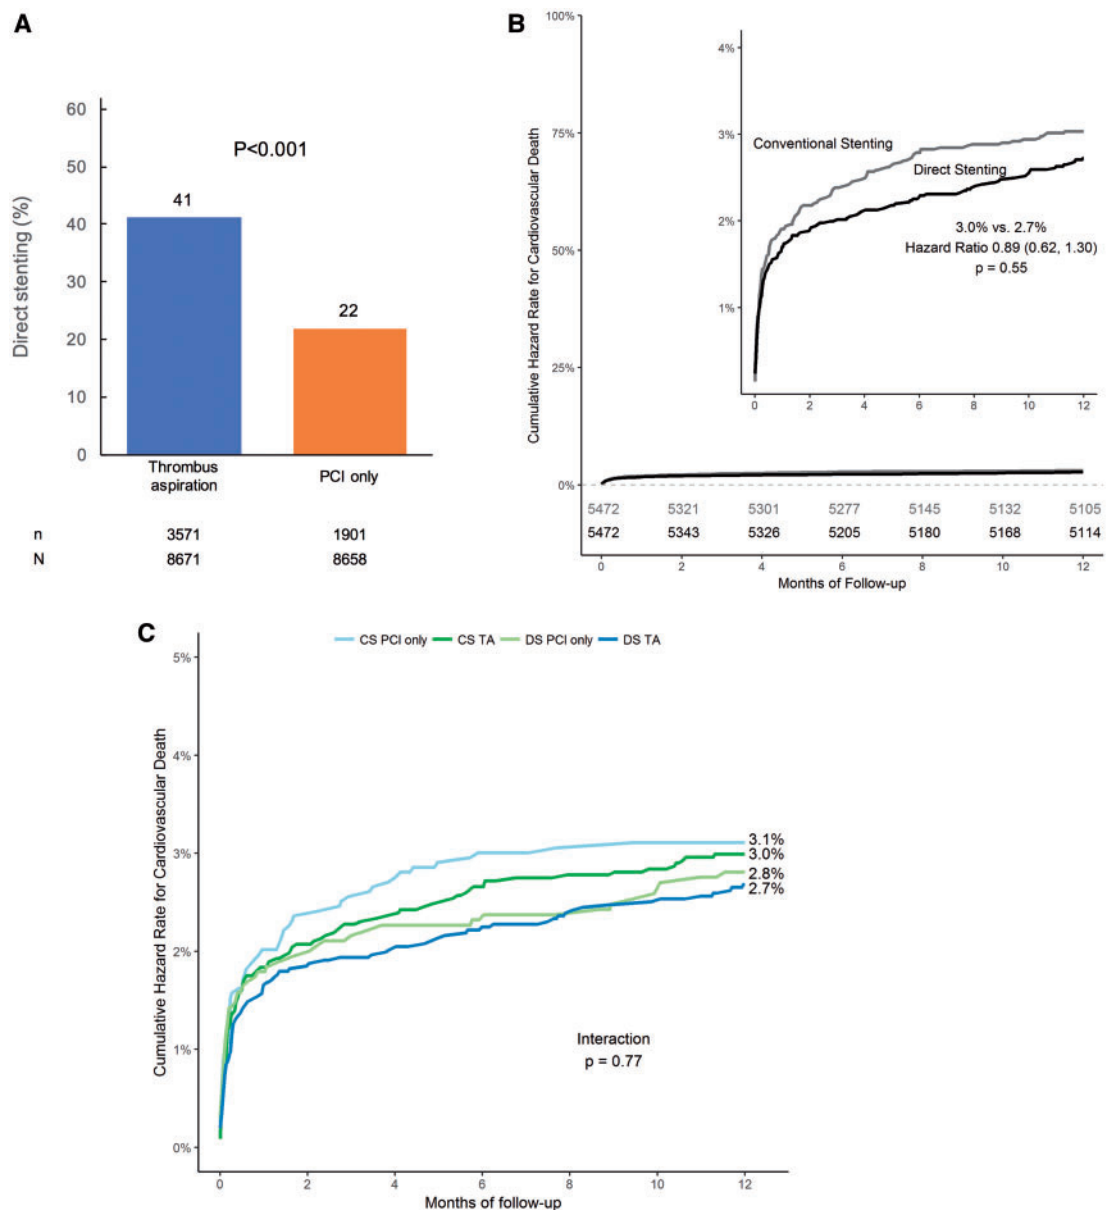 A
Direct stenting (%)
60
50
40
30
20
10
0
P<0.001
41
22
Thrombus
aspiration
PCI only
n 3571 1901
N 8671 8658
B
Cumulative Hazard Rate for Cardiovascular Death
100%
75%
50%
25%
0%
4%
3%
2%
1%
Conventional Stenting
Direct Stenting
3.0% vs. 2.7%
Hazard Ratio 0.89 (0.62, 1.30)
p = 0.55
0 2 4 6 8 10 12
5472 5321 5301 5277 5145 5132 5105
5472 5343 5326 5205 5180 5168 5114
0 2 4 6 8 10 12
Months of Follow-up
C
CS PCI only CS TA DS PCI only DS TA
Cumulative Hazard Rate for Cardiovascular Death
5%
4%
3%
2%
1%
0%
3.1%
3.0%
2.8%
2.7%
Interaction
p = 0.77
0 2 4 6 8 10 12
Months of follow-up